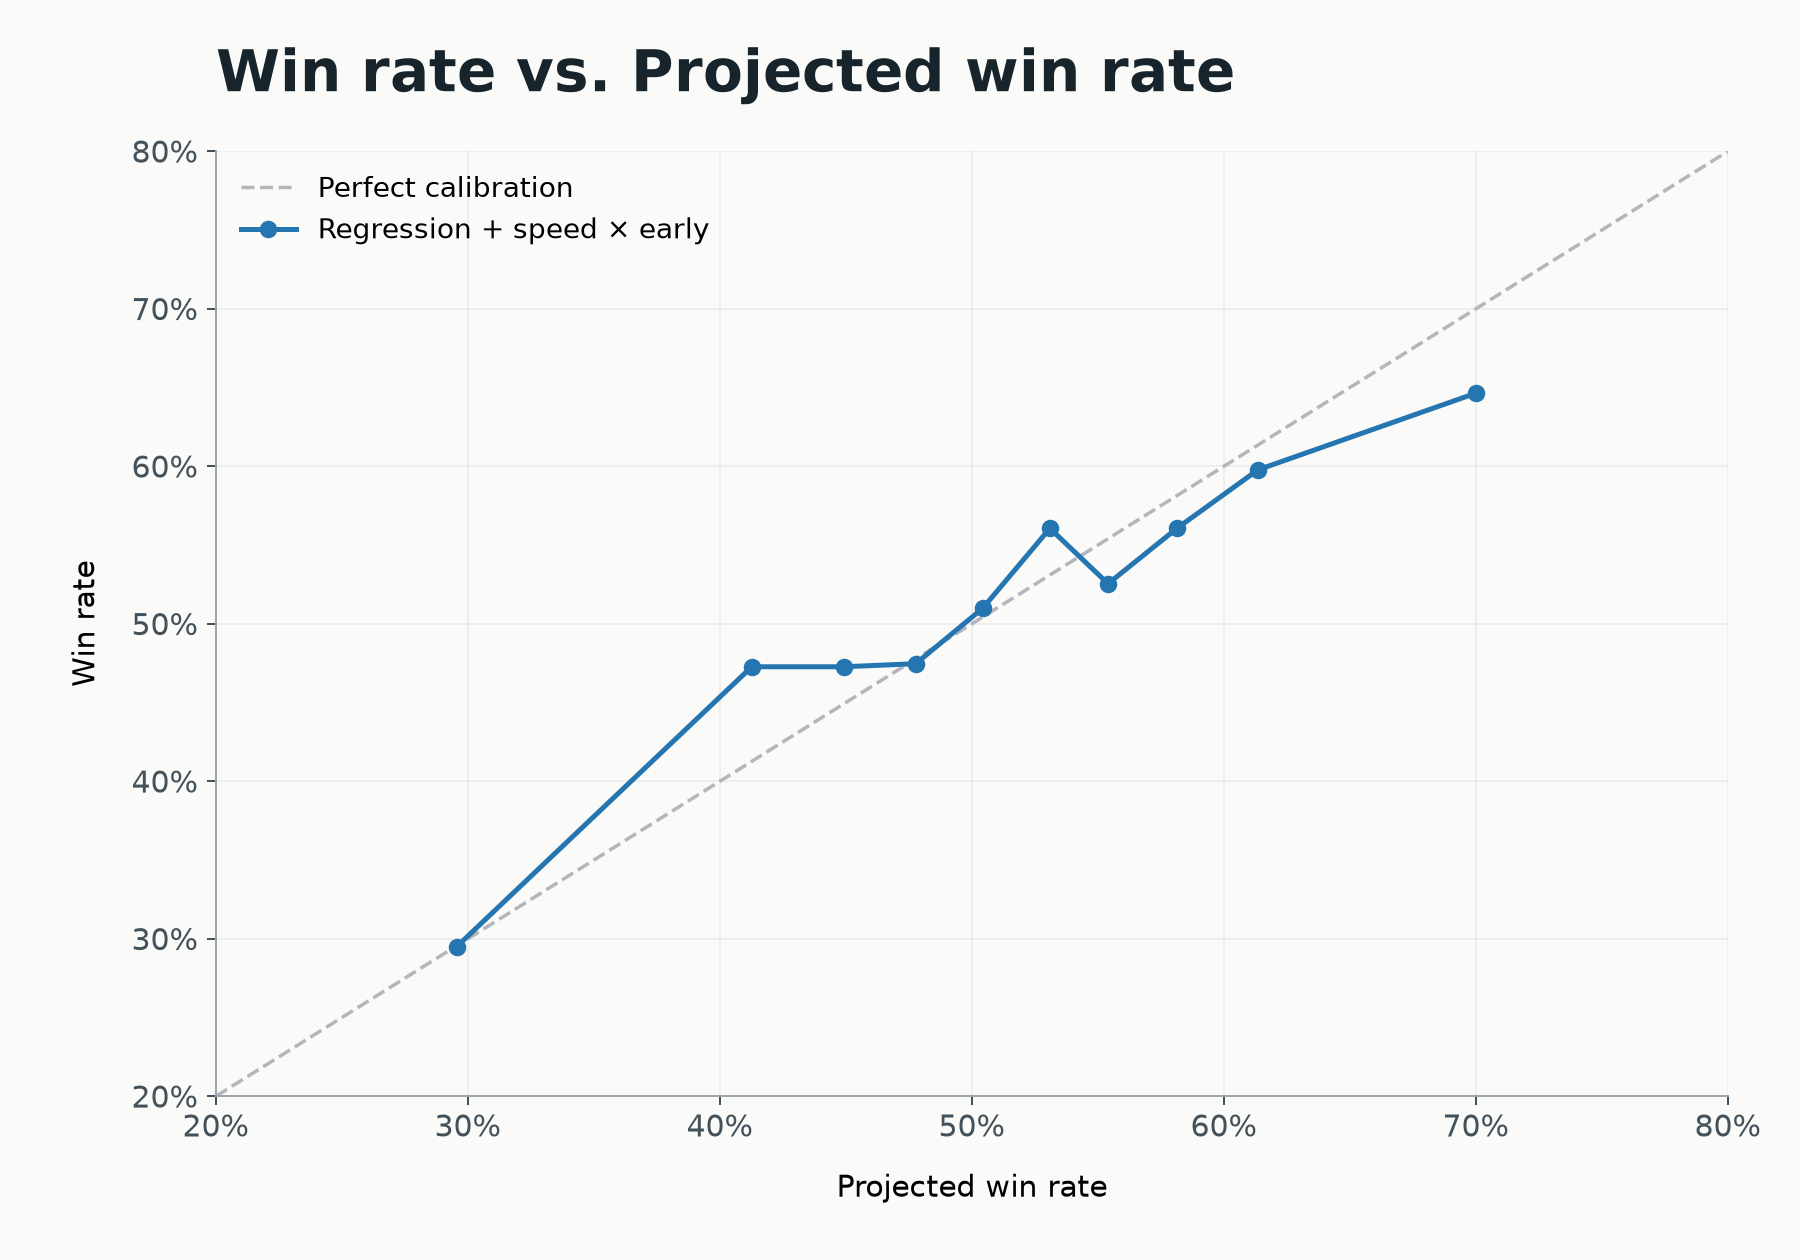 Win rate vs. Projected win rate
80%
70%
60%
50%
40%
30%
20%
Win rate
Perfect calibration
Regression + speed × early
20%
30%
40%
50%
60%
70%
80%
Projected win rate